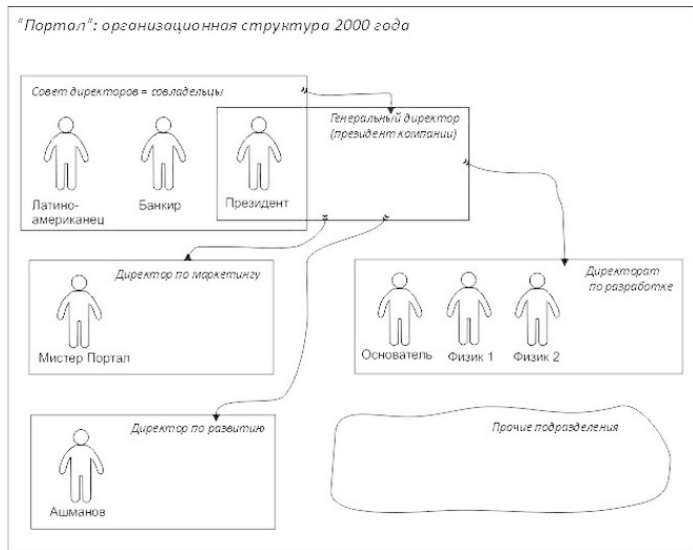 "Портал": организационная структура 2000 года
Совет директоров = совладельцы
Генеральный директор
(президент компании)
Латино-
американец
Банкир
Президент
Директор по маркетингу
Мистер Портал
Директорат
по разработке
Основатель
Физик 1
Физик 2
Директор по развитию
Ашманов
Прочие подразделения